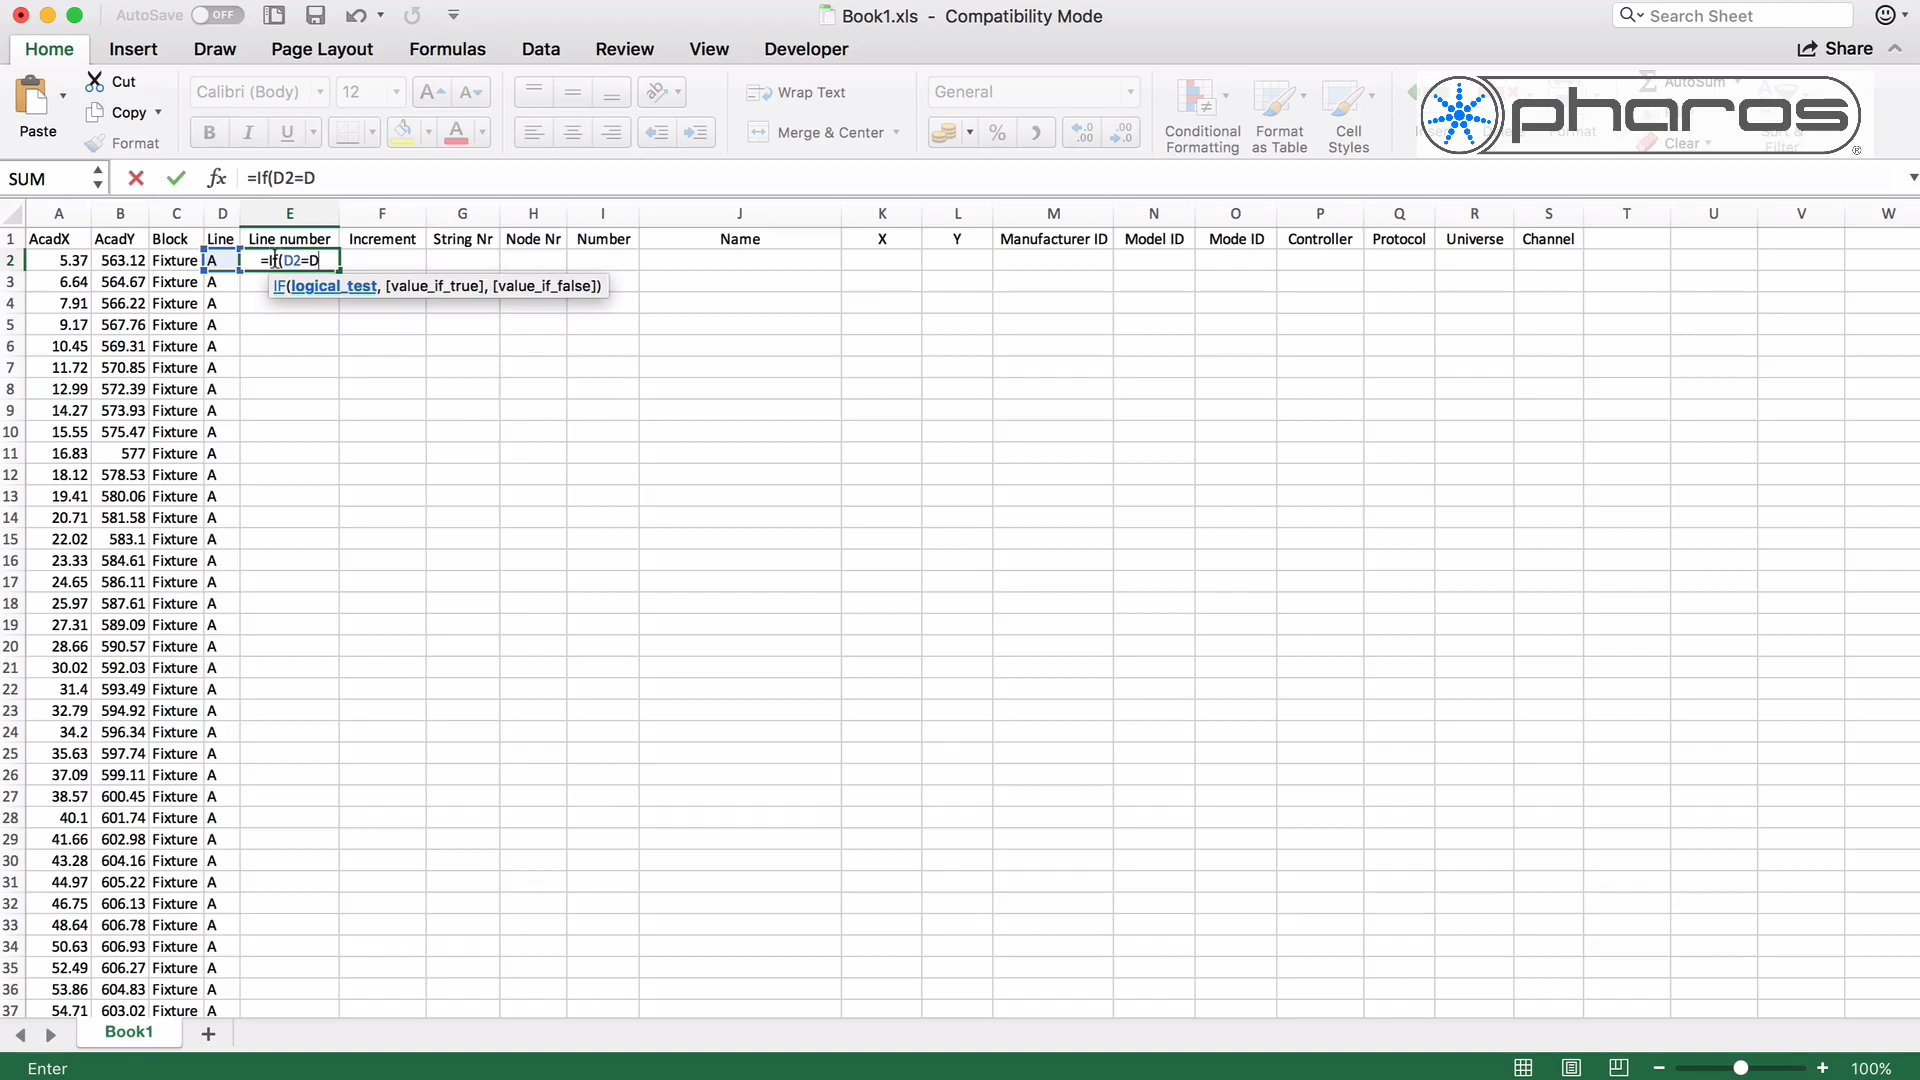 AutoSave OFF
Book1.xls - Compatibility Mode
Search Sheet
Home Insert Draw Page Layout Formulas Data Review View Developer
Share
Paste
Cut
Copy
Format
Calibri (Body) 12
Wrap Text
Merge & Center
General
Conditional Formatting
Format as Table
Cell Styles
AutoSum
Clear
pharos®
SUM fx =If(D2=D
A B C D E F G H I J K L M N O P Q R S T U V W
1 AcadX AcadY Block Line Line number Increment String Nr Node Nr Number Name X Y Manufacturer ID Model ID Mode ID Controller Protocol Universe Channel
2 5.37 563.12 Fixture A =If(D2=D
IF(logical_test, [value_if_true], [value_if_false])
3 6.64 564.67 Fixture A
4 7.91 566.22 Fixture A
5 9.17 567.76 Fixture A
6 10.45 569.31 Fixture A
7 11.72 570.85 Fixture A
8 12.99 572.39 Fixture A
9 14.27 573.93 Fixture A
10 15.55 575.47 Fixture A
11 16.83 577 Fixture A
12 18.12 578.53 Fixture A
13 19.41 580.06 Fixture A
14 20.71 581.58 Fixture A
15 22.02 583.1 Fixture A
16 23.33 584.61 Fixture A
17 24.65 586.11 Fixture A
18 25.97 587.61 Fixture A
19 27.31 589.09 Fixture A
20 28.66 590.57 Fixture A
21 30.02 592.03 Fixture A
22 31.4 593.49 Fixture A
23 32.79 594.92 Fixture A
24 34.2 596.34 Fixture A
25 35.63 597.74 Fixture A
26 37.09 599.11 Fixture A
27 38.57 600.45 Fixture A
28 40.1 601.74 Fixture A
29 41.66 602.98 Fixture A
30 43.28 604.16 Fixture A
31 44.97 605.22 Fixture A
32 46.75 606.13 Fixture A
33 48.64 606.78 Fixture A
34 50.63 606.93 Fixture A
35 52.49 606.27 Fixture A
36 53.86 604.83 Fixture A
37 54.71 603.02 Fixture A
Book1
Enter
100%